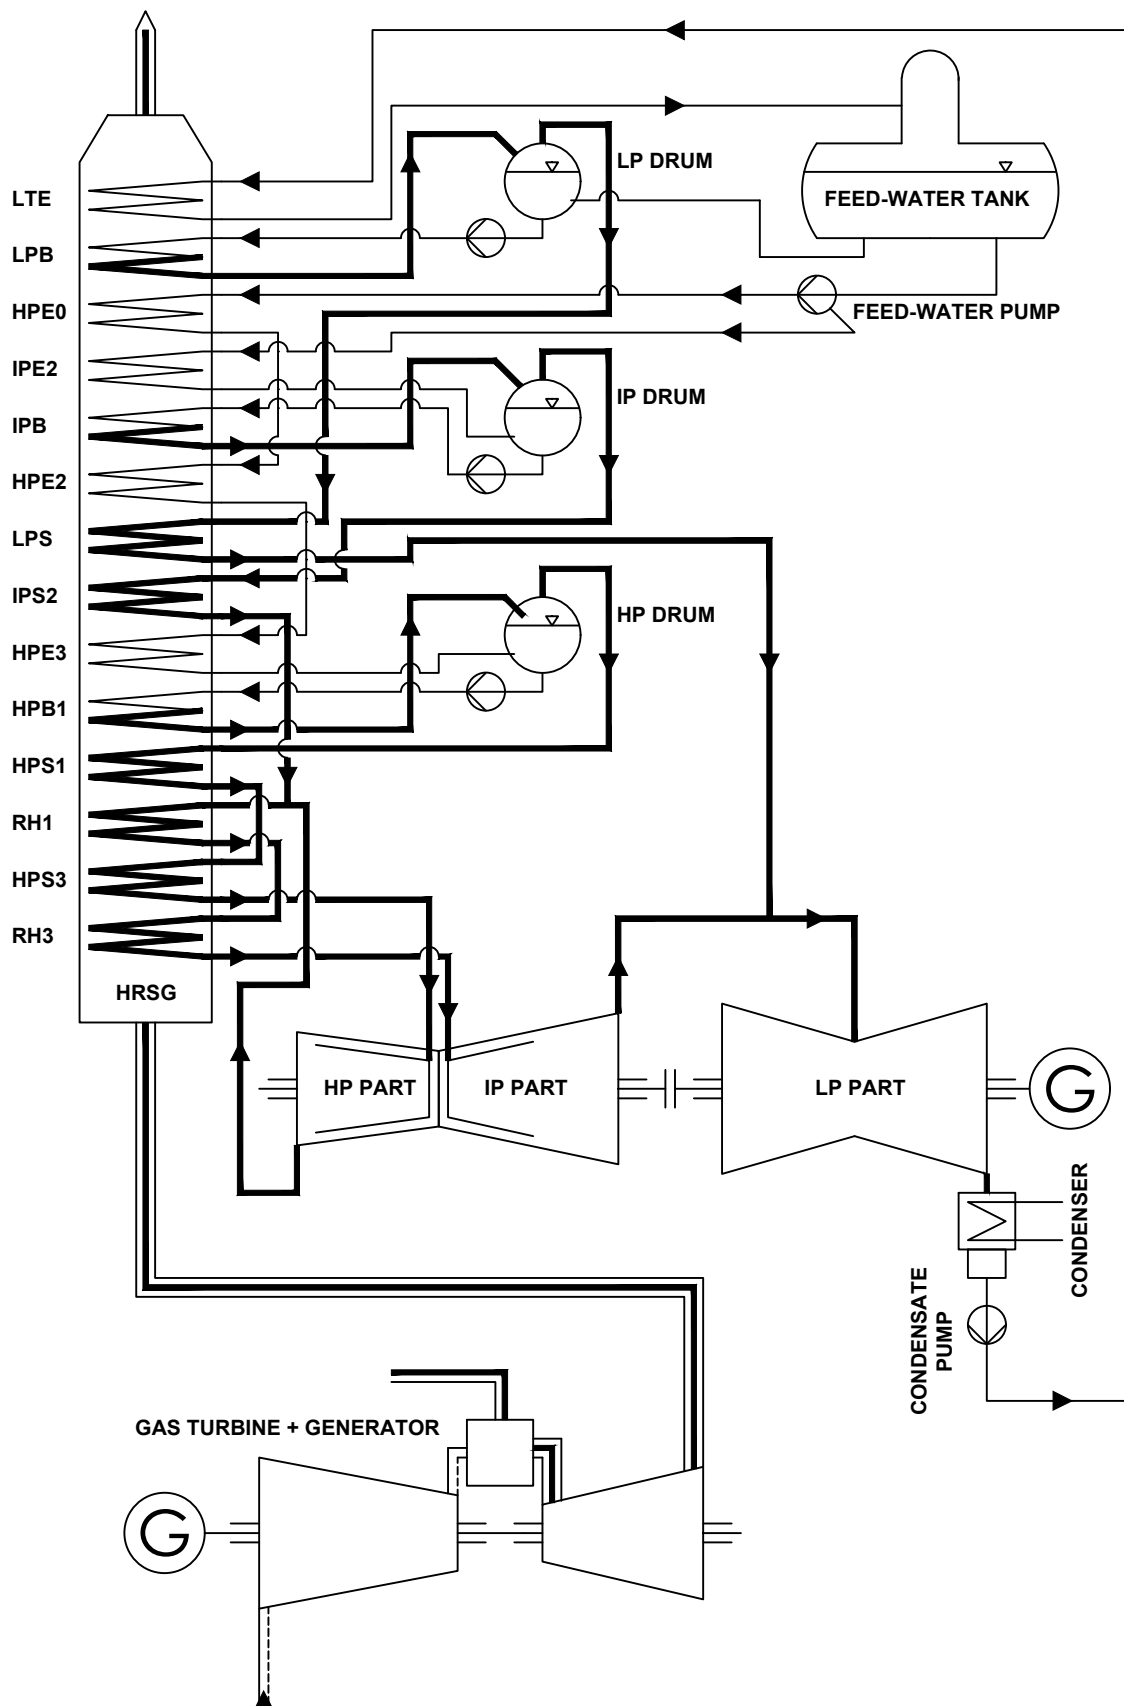 LP DRUM
LTE
FEED-WATER TANK
LPB
HPE0
FEED-WATER PUMP
IPE2
IP DRUM
IPB
HPE2
LPS
IPS2
HP DRUM
HPE3
HPB1
HPS1
RH1
HPS3
RH3
HRSG
HP PART
IP PART
LP PART
G
CONDENSER
CONDENSATE
PUMP
GAS TURBINE + GENERATOR
G